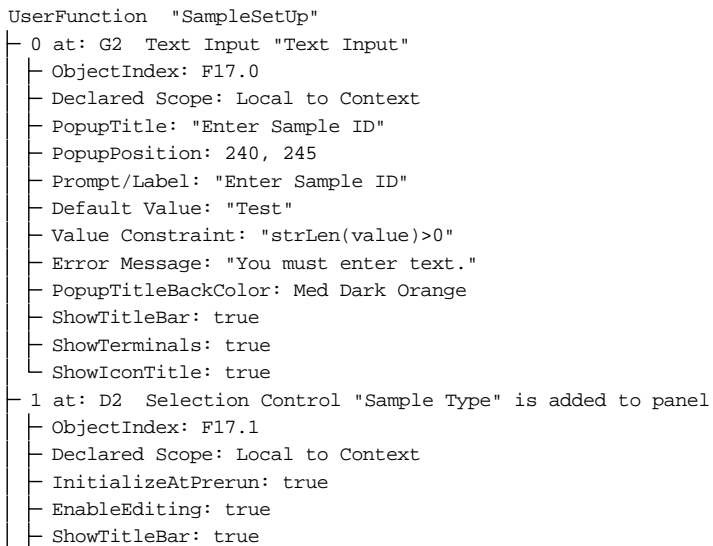 UserFunction "SampleSetUp"
0 at: G2 Text Input "Text Input"
ObjectIndex: F17.0
Declared Scope: Local to Context
PopupTitle: "Enter Sample ID"
PopupPosition: 240, 245
Prompt/Label: "Enter Sample ID"
Default Value: "Test"
Value Constraint: "strLen(value)>0"
Error Message: "You must enter text."
PopupTitleBackColor: Med Dark Orange
ShowTitleBar: true
ShowTerminals: true
ShowIconTitle: true
1 at: D2 Selection Control "Sample Type" is added to panel
ObjectIndex: F17.1
Declared Scope: Local to Context
InitializeAtPrerun: true
EnableEditing: true
ShowTitleBar: true